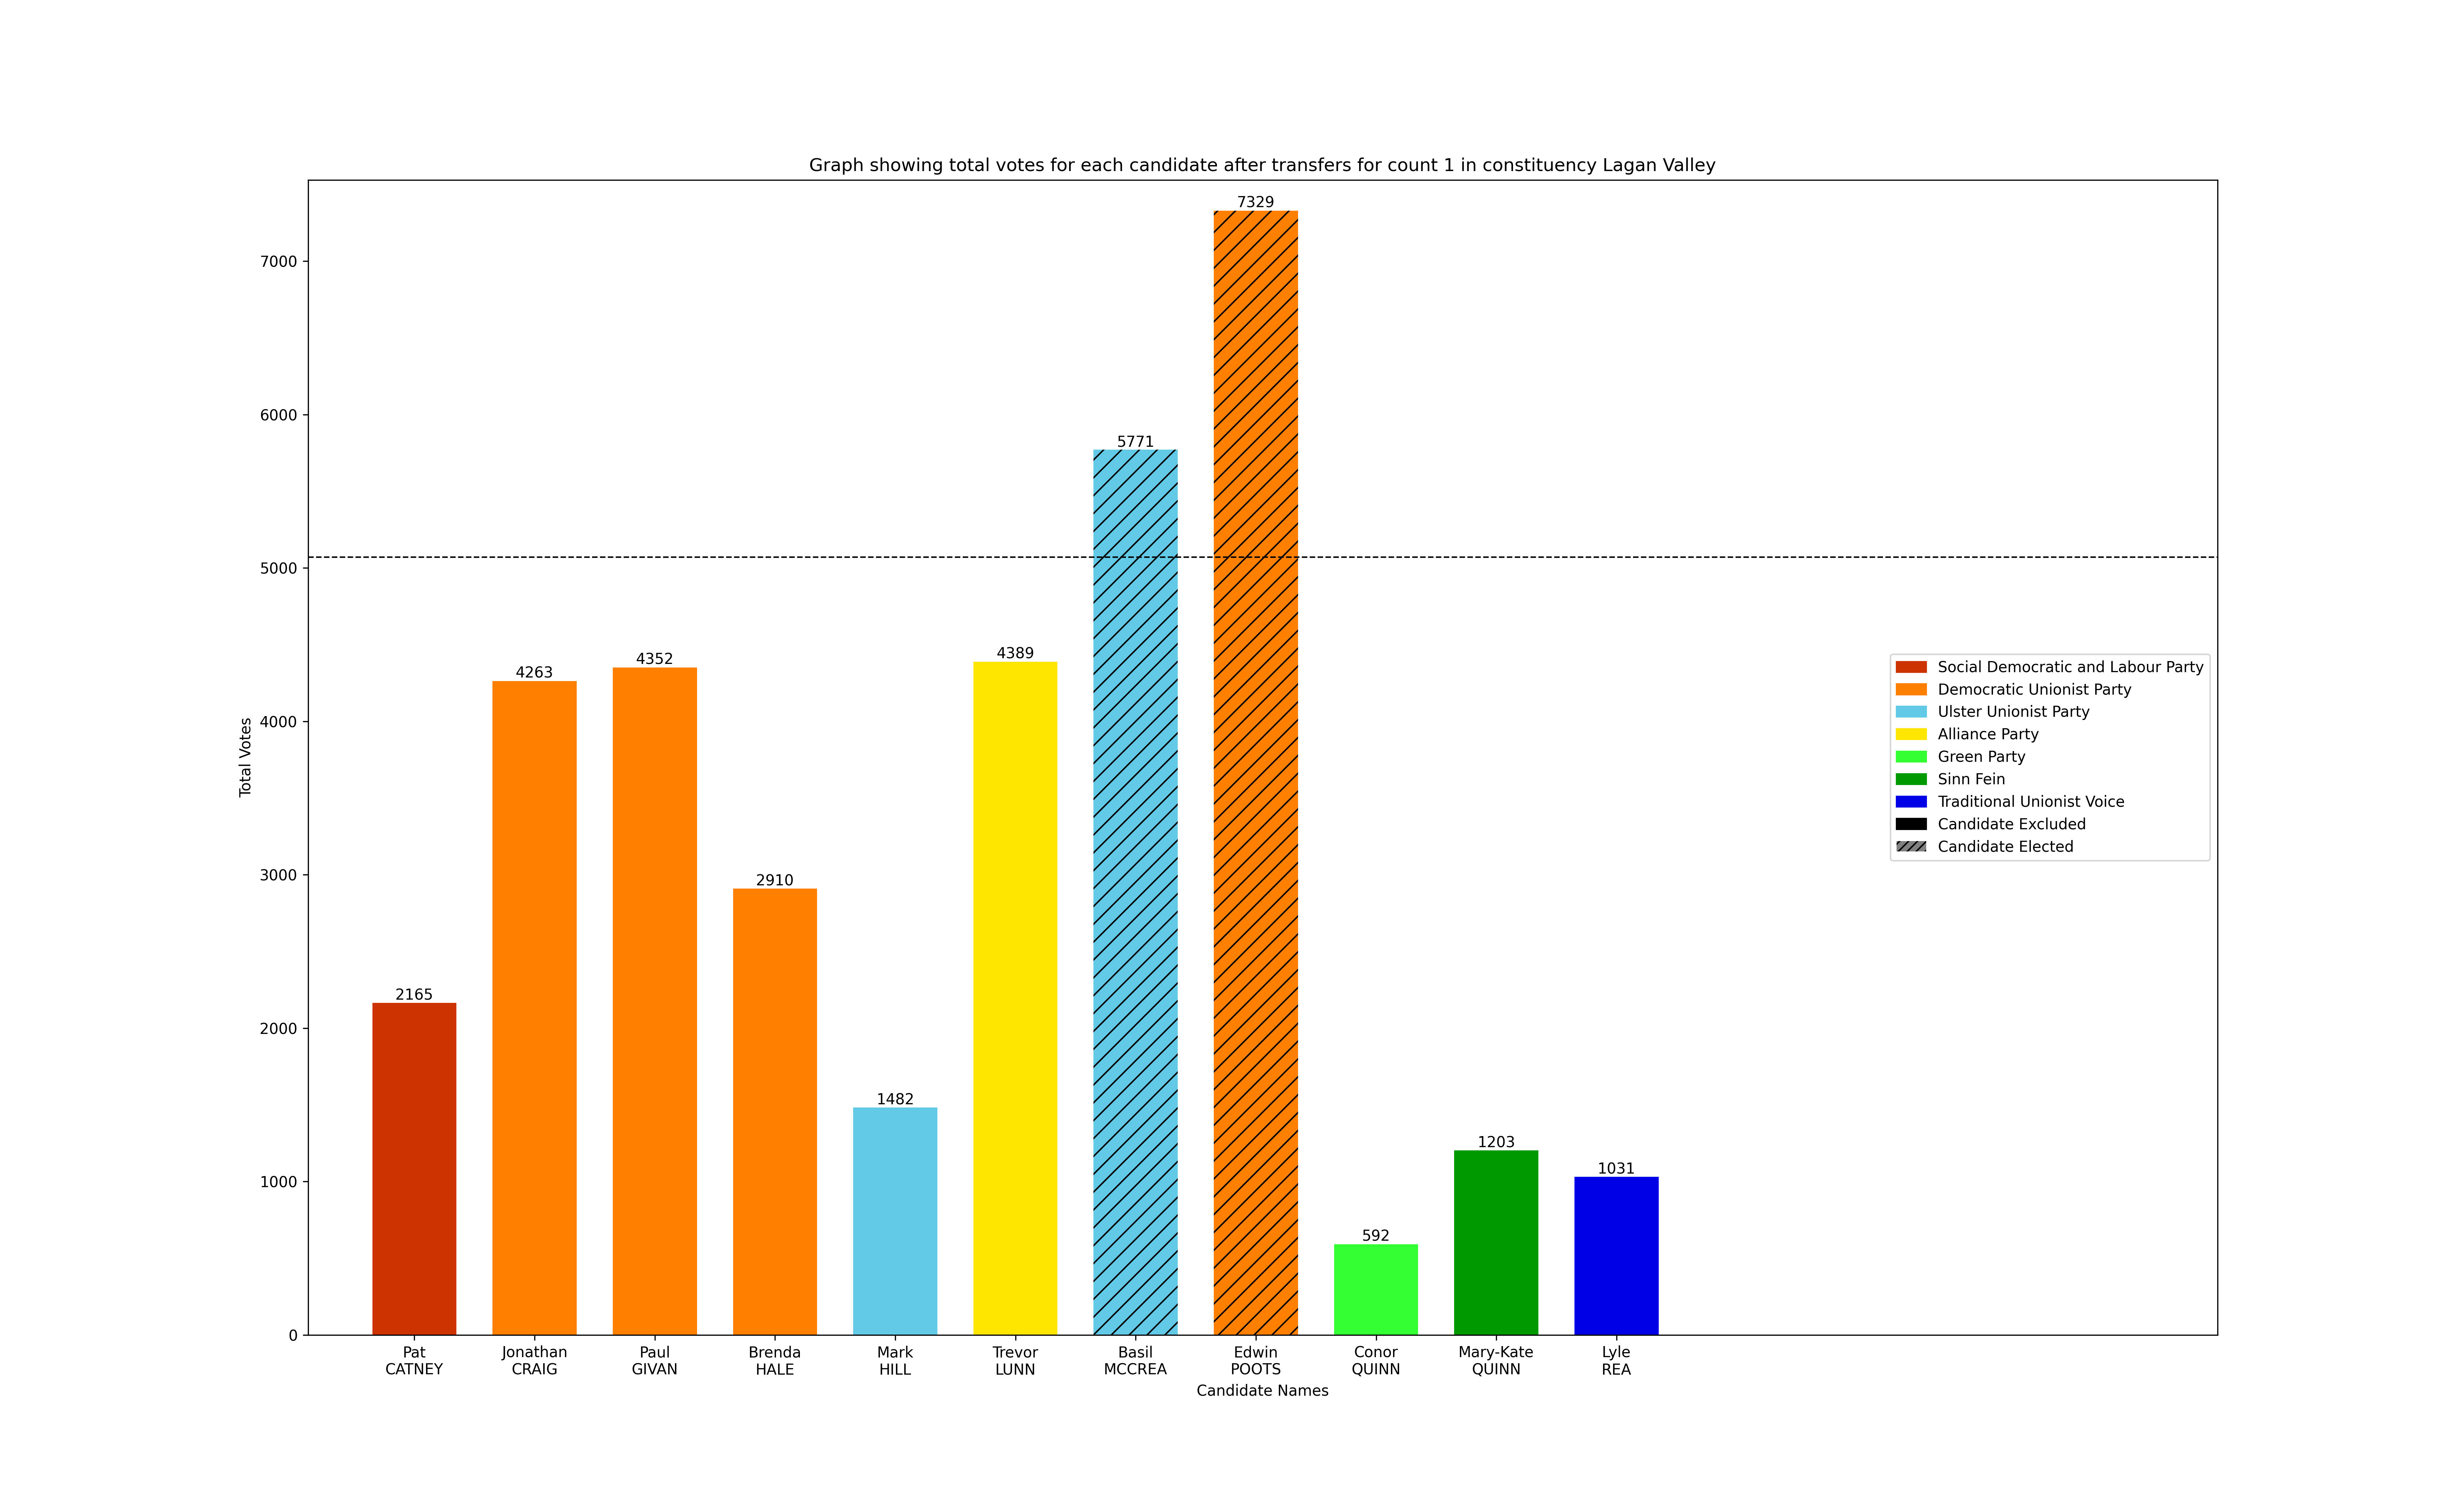 Graph showing total votes for each candidate after transfers for count 1 in constituency Lagan Valley
Total Votes
7000
6000
5000
4000
3000
2000
1000
0
2165
4263
4352
2910
1482
4389
5771
7329
592
1203
1031
Social Democratic and Labour Party
Democratic Unionist Party
Ulster Unionist Party
Alliance Party
Green Party
Sinn Fein
Traditional Unionist Voice
Candidate Excluded
Candidate Elected
Pat
CATNEY
Jonathan
CRAIG
Paul
GIVAN
Brenda
HALE
Mark
HILL
Trevor
LUNN
Basil
MCCREA
Edwin
POOTS
Conor
QUINN
Mary-Kate
QUINN
Lyle
REA
Candidate Names